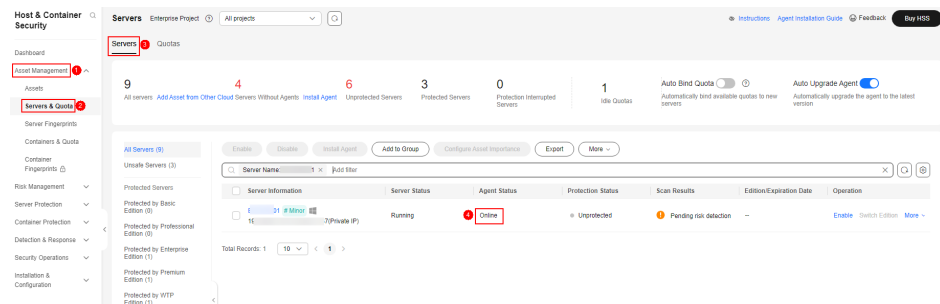 Host & Container Security
Servers Enterprise Project All projects
Instructions Agent Installation Guide Feedback Buy HSS
Dashboard
Asset Management 1
Assets
Servers & Quota 2
Server Fingerprints
Containers & Quota
Container Fingerprints
Risk Management
Server Protection
Container Protection
Detection & Response
Security Operations
Installation & Configuration
Servers 3 Quotas
9
All servers Add Asset from Other Cloud
4
Servers Without Agents Install Agent
6
Unprotected Servers
3
Protected Servers
0
Protection Interrupted Servers
1
Idle Quotas
Auto Bind Quota
Automatically bind available quotas to new servers
Auto Upgrade Agent
Automatically upgrade the agent to the latest version
All Servers (9)
Unsafe Servers (3)
Protected Servers
Protected by Basic Edition (0)
Protected by Professional Edition (0)
Protected by Enterprise Edition (1)
Protected by Premium Edition (1)
Protected by WTP Edition (1)
Enable Disable Install Agent Add to Group Configure Asset Importance Export More
Server Name: 1 × Add filter
Server Information Server Status Agent Status Protection Status Scan Results Edition/Expiration Date Operation
E 01 # Minor
19 7(Private IP)
Running
4 Online
Unprotected
Pending risk detection
--
Enable Switch Edition More
Total Records: 1 10 < 1 >